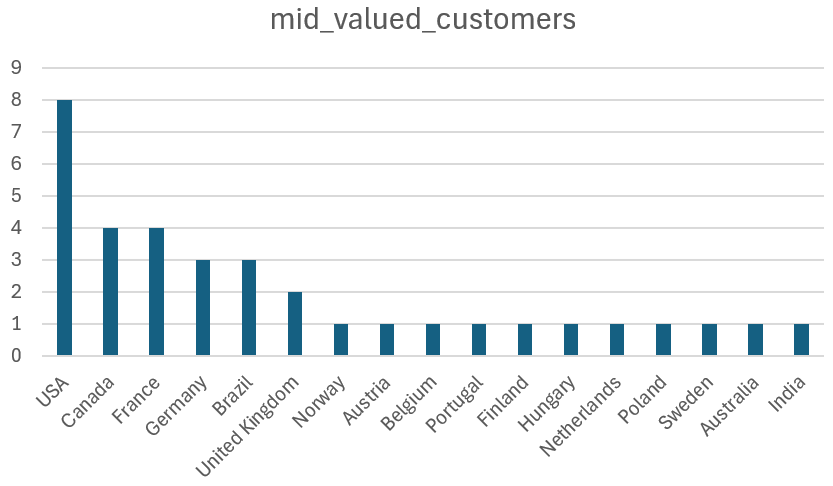 mid_valued_customers
9
8
7
6
5
4
3
2
1
0
USA
Canada
France
Germany
Brazil
United Kingdom
Norway
Austria
Belgium
Portugal
Finland
Hungary
Netherlands
Poland
Sweden
Australia
India